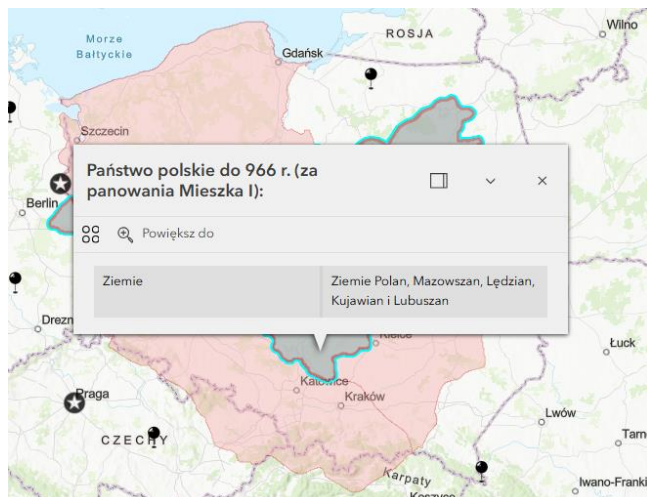 Wilno
ROSJA
Morze
Bałtyckie
Gdańsk
Szczecin
Państwo polskie do 966 r. (za
panowania Mieszka I):
Berlin
Powiększ do
Ziemie
Ziemie Polan, Mazowszan, Lędzian,
Kujawian i Lubuszan
Drezn
Kielce
Łuck
Katowice
Praga
Kraków
Lwów
CZECHY
Tarn
Karpaty
Koszyce
Iwano-Franki